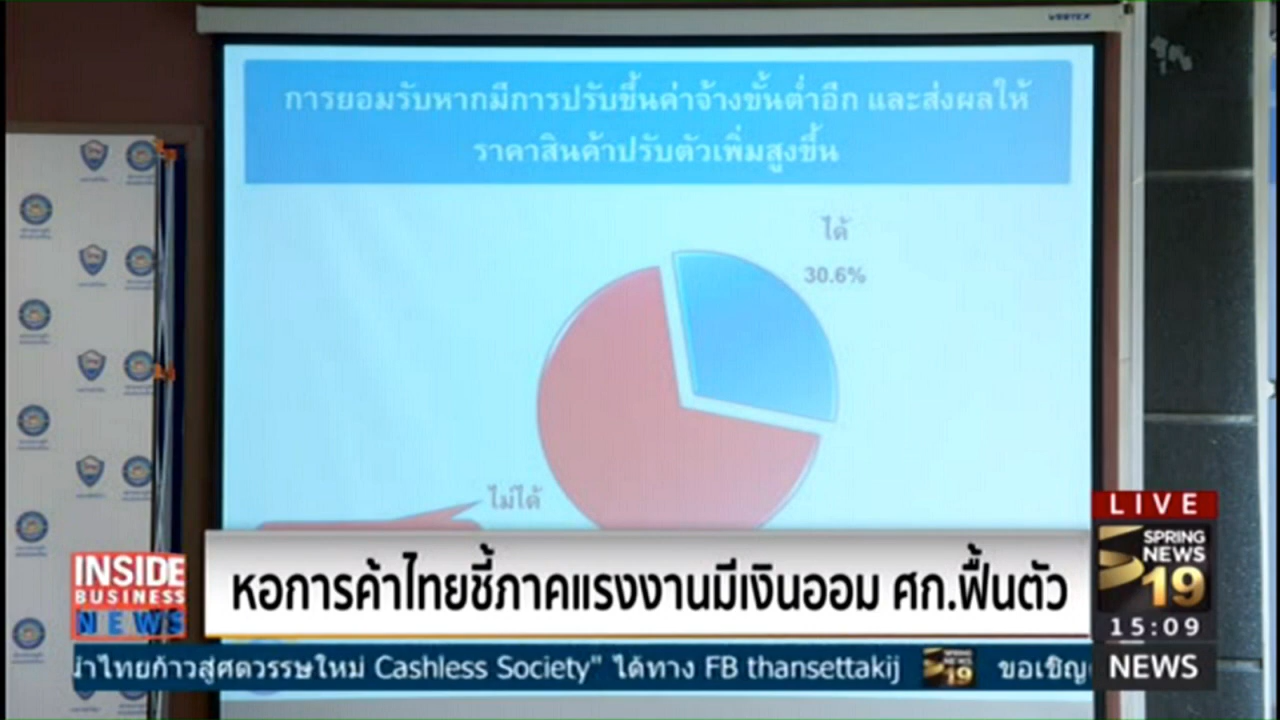 VERTEX
การยอมรับหากมีการปรับขึ้นค่าจ้างขั้นต่ำอีก และส่งผลให้
ราคาสินค้าปรับตัวเพิ่มสูงขึ้น
ได้
30.6%
ไม่ได้
LIVE
SPRING
NEWS
19
15:09
NEWS
INSIDE
BUSINESS
NEWS
หอการค้าไทยชี้ภาคแรงงานมีเงินออม ศก.ฟื้นตัว
นำไทยก้าวสู่ศตวรรษใหม่ Cashless Society" ได้ทาง FB thansettakij SPRING NEWS 19 ขอเชิญ